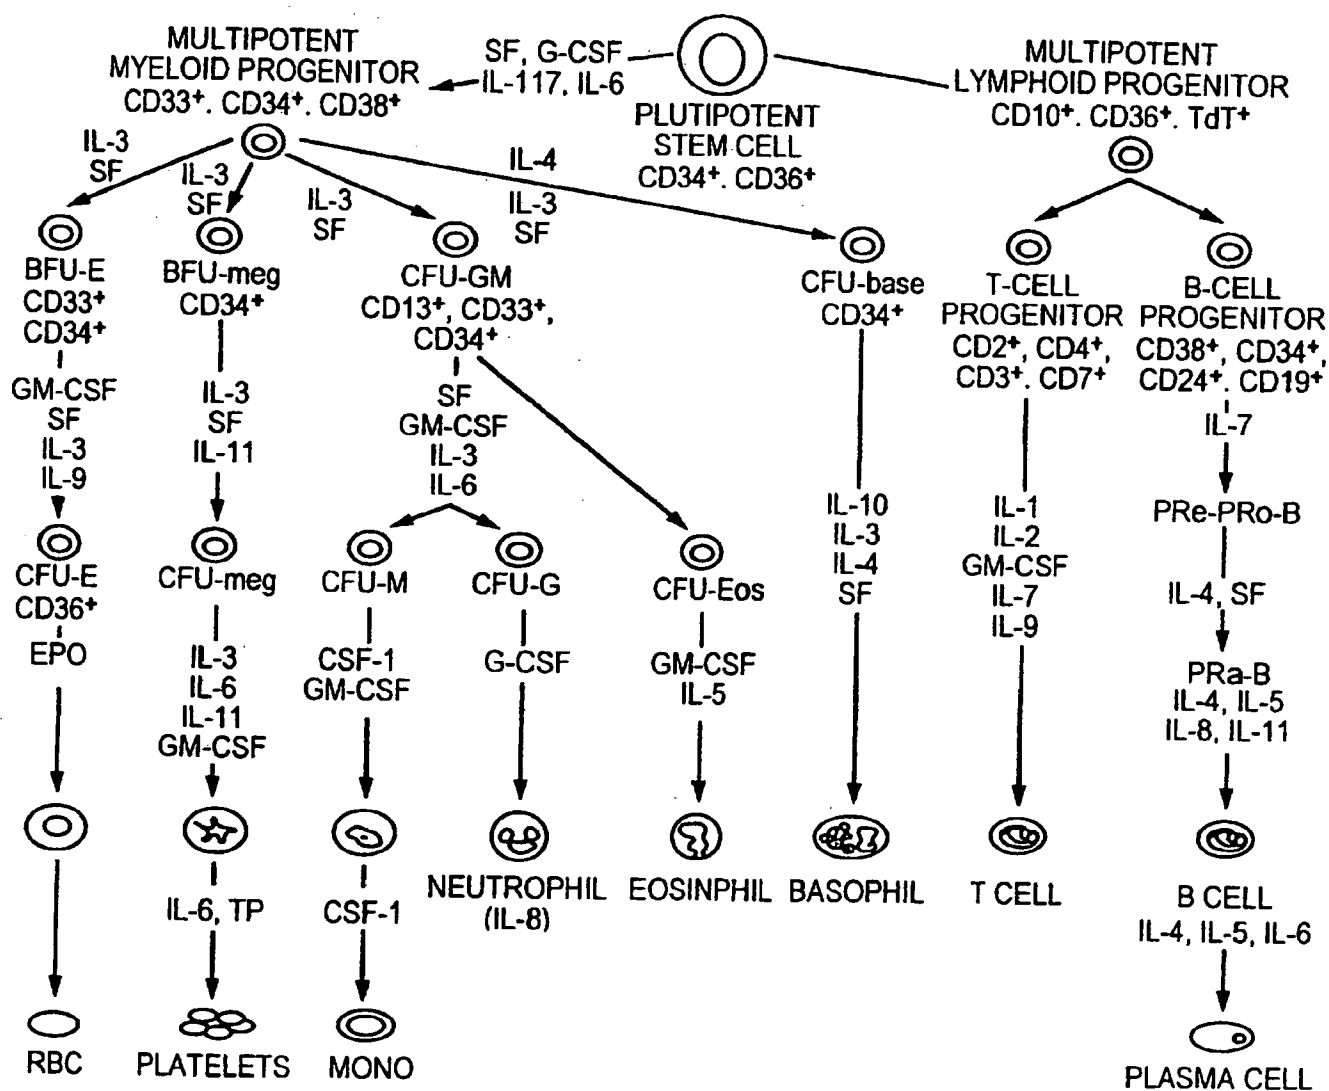 MULTIPOTENT
MYELOID PROGENITOR
CD33+. CD34+. CD38+
SF, G-CSF
IL-117, IL-6
PLUTIPOTENT
STEM CELL
CD34+. CD36+
MULTIPOTENT
LYMPHOID PROGENITOR
CD10+. CD36+. TdT+
IL-3
SF
IL-3
SF
IL-3
SF
IL-4
IL-3
SF
BFU-E
CD33+
CD34+
GM-CSF
SF
IL-3
IL-9
CFU-E
CD36+
EPO
RBC
BFU-meg
CD34+
IL-3
SF
IL-11
CFU-meg
IL-3
IL-6
IL-11
GM-CSF
IL-6, TP
PLATELETS
CFU-GM
CD13+, CD33+,
CD34+
SF
GM-CSF
IL-3
IL-6
CFU-M
CSF-1
GM-CSF
CSF-1
MONO
CFU-G
G-CSF
NEUTROPHIL
(IL-8)
CFU-Eos
GM-CSF
IL-5
EOSINPHIL
CFU-base
CD34+
IL-10
IL-3
IL-4
SF
BASOPHIL
T-CELL
PROGENITOR
CD2+, CD4+,
CD3+. CD7+
IL-1
IL-2
GM-CSF
IL-7
IL-9
T CELL
B-CELL
PROGENITOR
CD38+, CD34+,
CD24+. CD19+
IL-7
PRe-PRo-B
IL-4, SF
PRa-B
IL-4, IL-5
IL-8, IL-11
B CELL
IL-4, IL-5, IL-6
PLASMA CELL